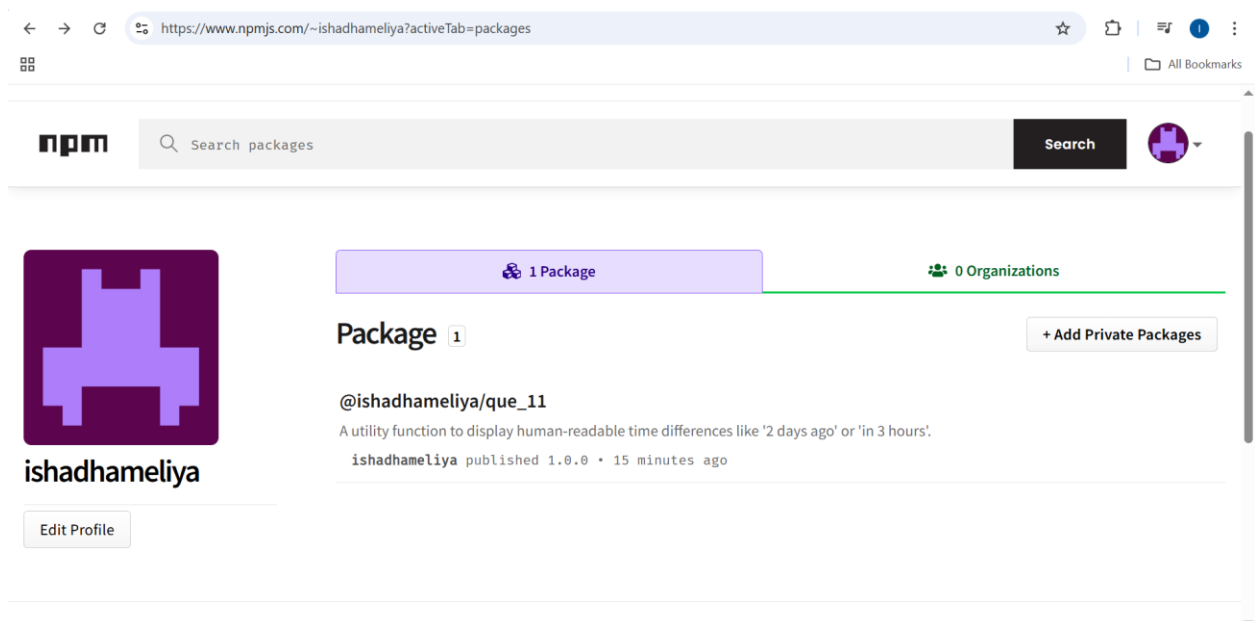 https://www.npmjs.com/~ishadhameliya?activeTab=packages
I
All Bookmarks
npm
Search packages
Search
1 Package
0 Organizations
Package 1
+ Add Private Packages
@ishadhameliya/que_11
A utility function to display human-readable time differences like '2 days ago' or 'in 3 hours'.
ishadhameliya published 1.0.0 • 15 minutes ago
ishadhameliya
Edit Profile